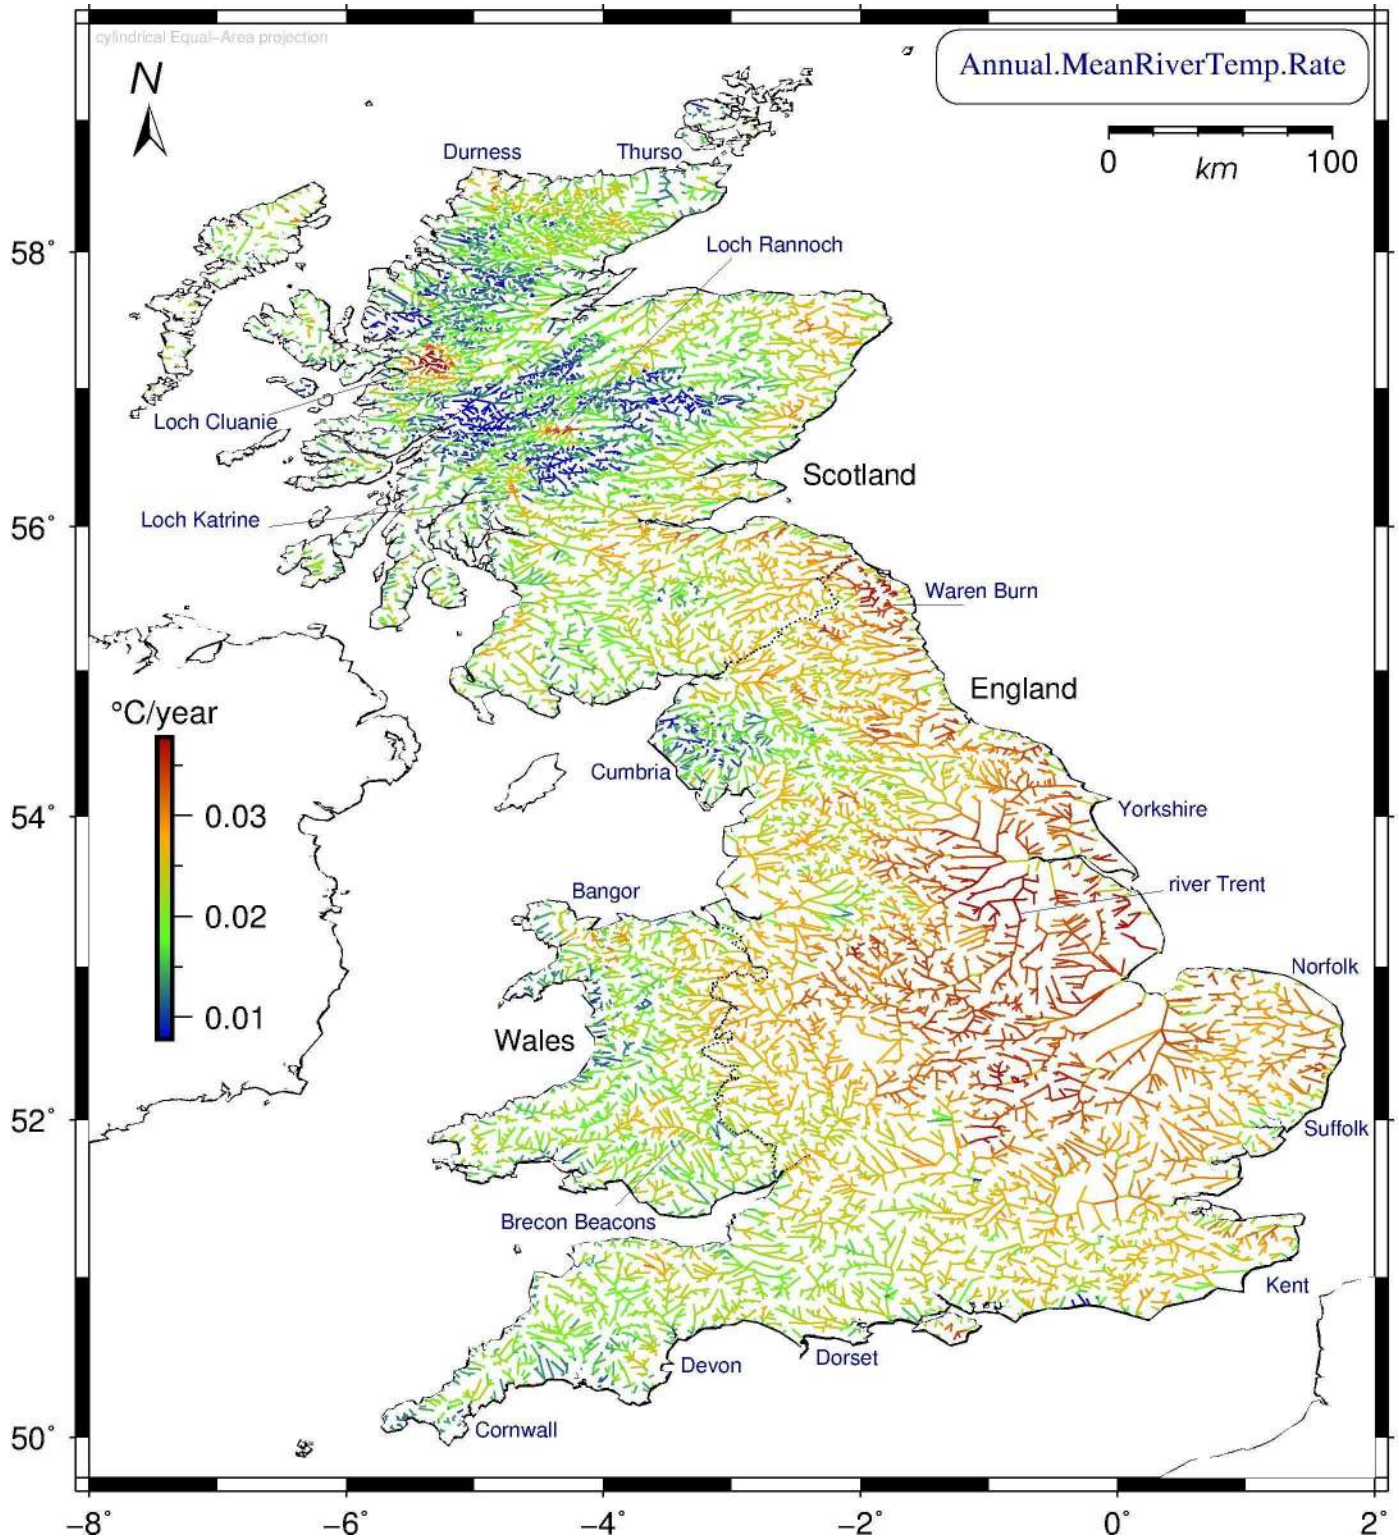 cylindrical Equal-Area projection
Annual.MeanRiverTemp.Rate
N
0
100
km
Durness
Thurso
Loch Rannoch
58°
Loch Cluanie
Scotland
Loch Katrine
56°
Waren Burn
England
°C/year
Cumbria
0.03
54°
Yorkshire
river Trent
Bangor
0.02
Norfolk
0.01
Wales
52°
Suffolk
Brecon Beacons
Kent
Dorset
Devon
Cornwall
50°
-8° -6° -4° -2° 0° 2°